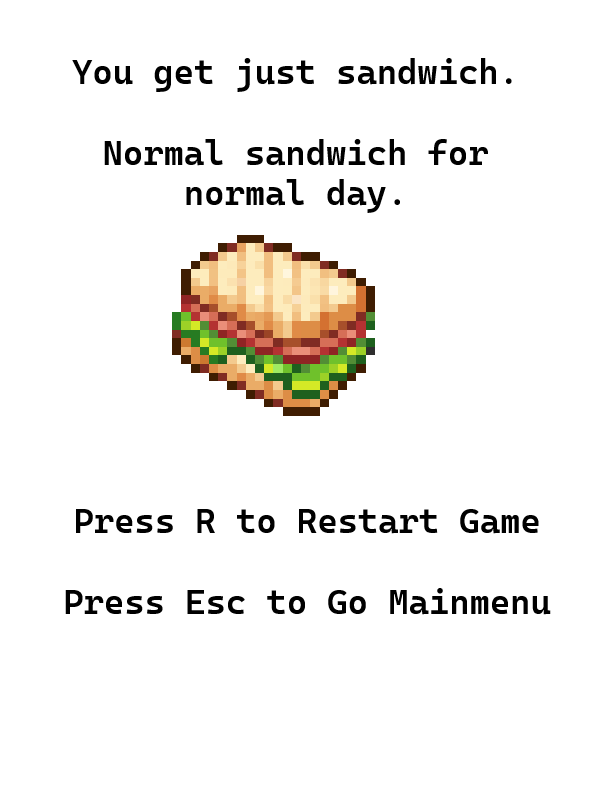 You get just sandwich.
Normal sandwich for
normal day.
Press R to Restart Game
Press Esc to Go Mainmenu